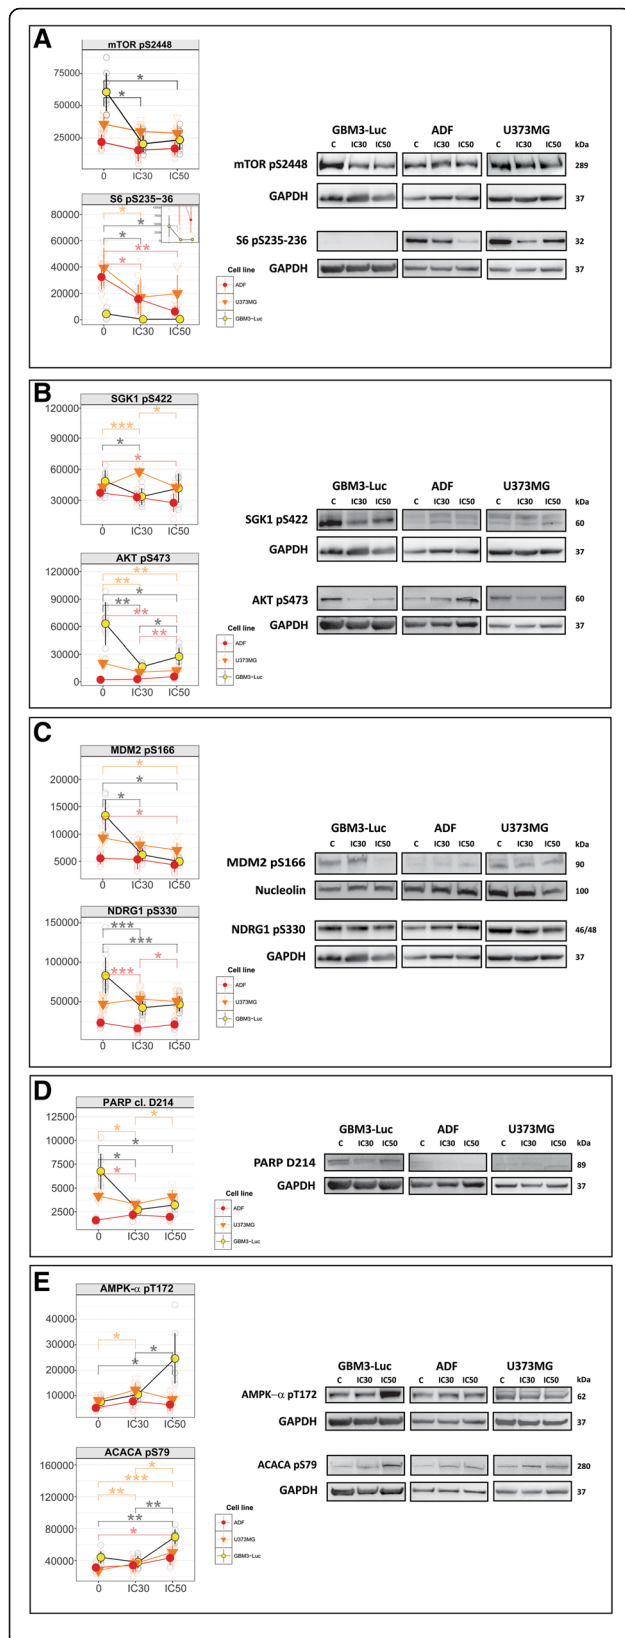 A
mTOR pS2448
75000
50000
25000
*
*
S6 pS235−36
80000
60000
40000
20000
0
*
*
*
**
*
0 IC30 IC50
Cell line
ADF
U373MG
GBM3−Luc
GBM3-Luc ADF U373MG
C IC30 IC50 C IC30 IC50 C IC30 IC50 kDa
mTOR pS2448 289
GAPDH 37
S6 pS235-236 32
GAPDH 37
B
SGK1 pS422
120000
90000
60000
30000
*
***
*
*
AKT pS473
120000
90000
60000
30000
0
**
**
*
**
**
*
**
0 IC30 IC50
Cell line
ADF
U373MG
GBM3−Luc
GBM3-Luc ADF U373MG
C IC30 IC50 C IC30 IC50 C IC30 IC50 kDa
SGK1 pS422 60
GAPDH 37
AKT pS473 60
GAPDH 37
C
MDM2 pS166
20000
15000
10000
5000
*
*
*
*
NDRG1 pS330
150000
100000
50000
***
***
*
***
0 IC30 IC50
Cell line
ADF
U373MG
GBM3−Luc
GBM3-Luc ADF U373MG
C IC30 IC50 C IC30 IC50 C IC30 IC50 kDa
MDM2 pS166 90
Nucleolin 100
NDRG1 pS330 46/48
GAPDH 37
D
PARP cl. D214
12500
10000
7500
5000
2500
*
*
*
*
*
0 IC30 IC50
Cell line
ADF
U373MG
GBM3−Luc
GBM3-Luc ADF U373MG
C IC30 IC50 C IC30 IC50 C IC30 IC50 kDa
PARP D214 89
GAPDH 37
E
AMPK−α pT172
40000
30000
20000
10000
*
*
*
ACACA pS79
160000
120000
80000
40000
*
***
**
**
**
*
0 IC30 IC50
Cell line
ADF
U373MG
GBM3−Luc
GBM3-Luc ADF U373MG
C IC30 IC50 C IC30 IC50 C IC30 IC50 kDa
AMPK−α pT172 62
GAPDH 37
ACACA pS79 280
GAPDH 37